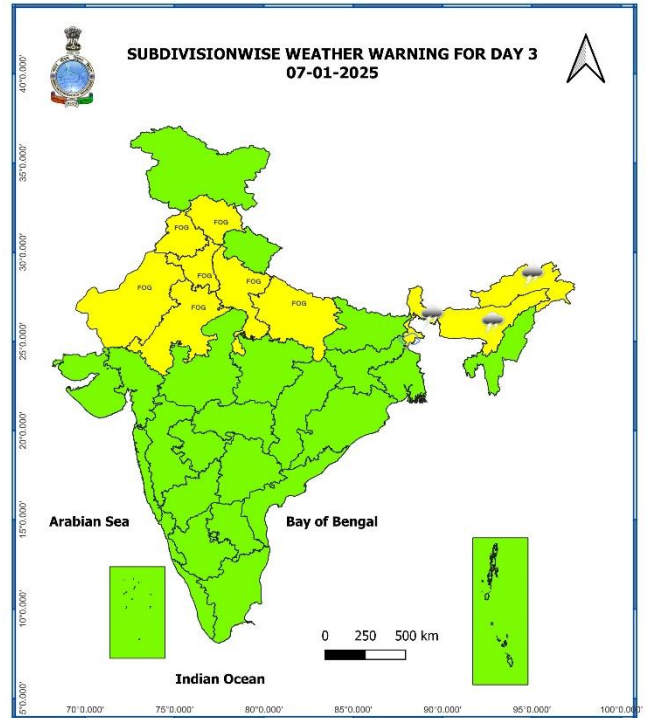 SUBDIVISIONWISE WEATHER WARNING FOR DAY 3
07-01-2025
40°0.000'
35°0.000'
30°0.000'
25°0.000'
20°0.000'
15°0.000'
10°0.000'
5°0.000'
FOG
FOG
FOG
FOG
FOG
FOG
FOG
Arabian Sea
Bay of Bengal
0 250 500 km
Indian Ocean
70°0.000' 75°0.000' 80°0.000' 85°0.000' 90°0.000' 95°0.000' 100°0.000'